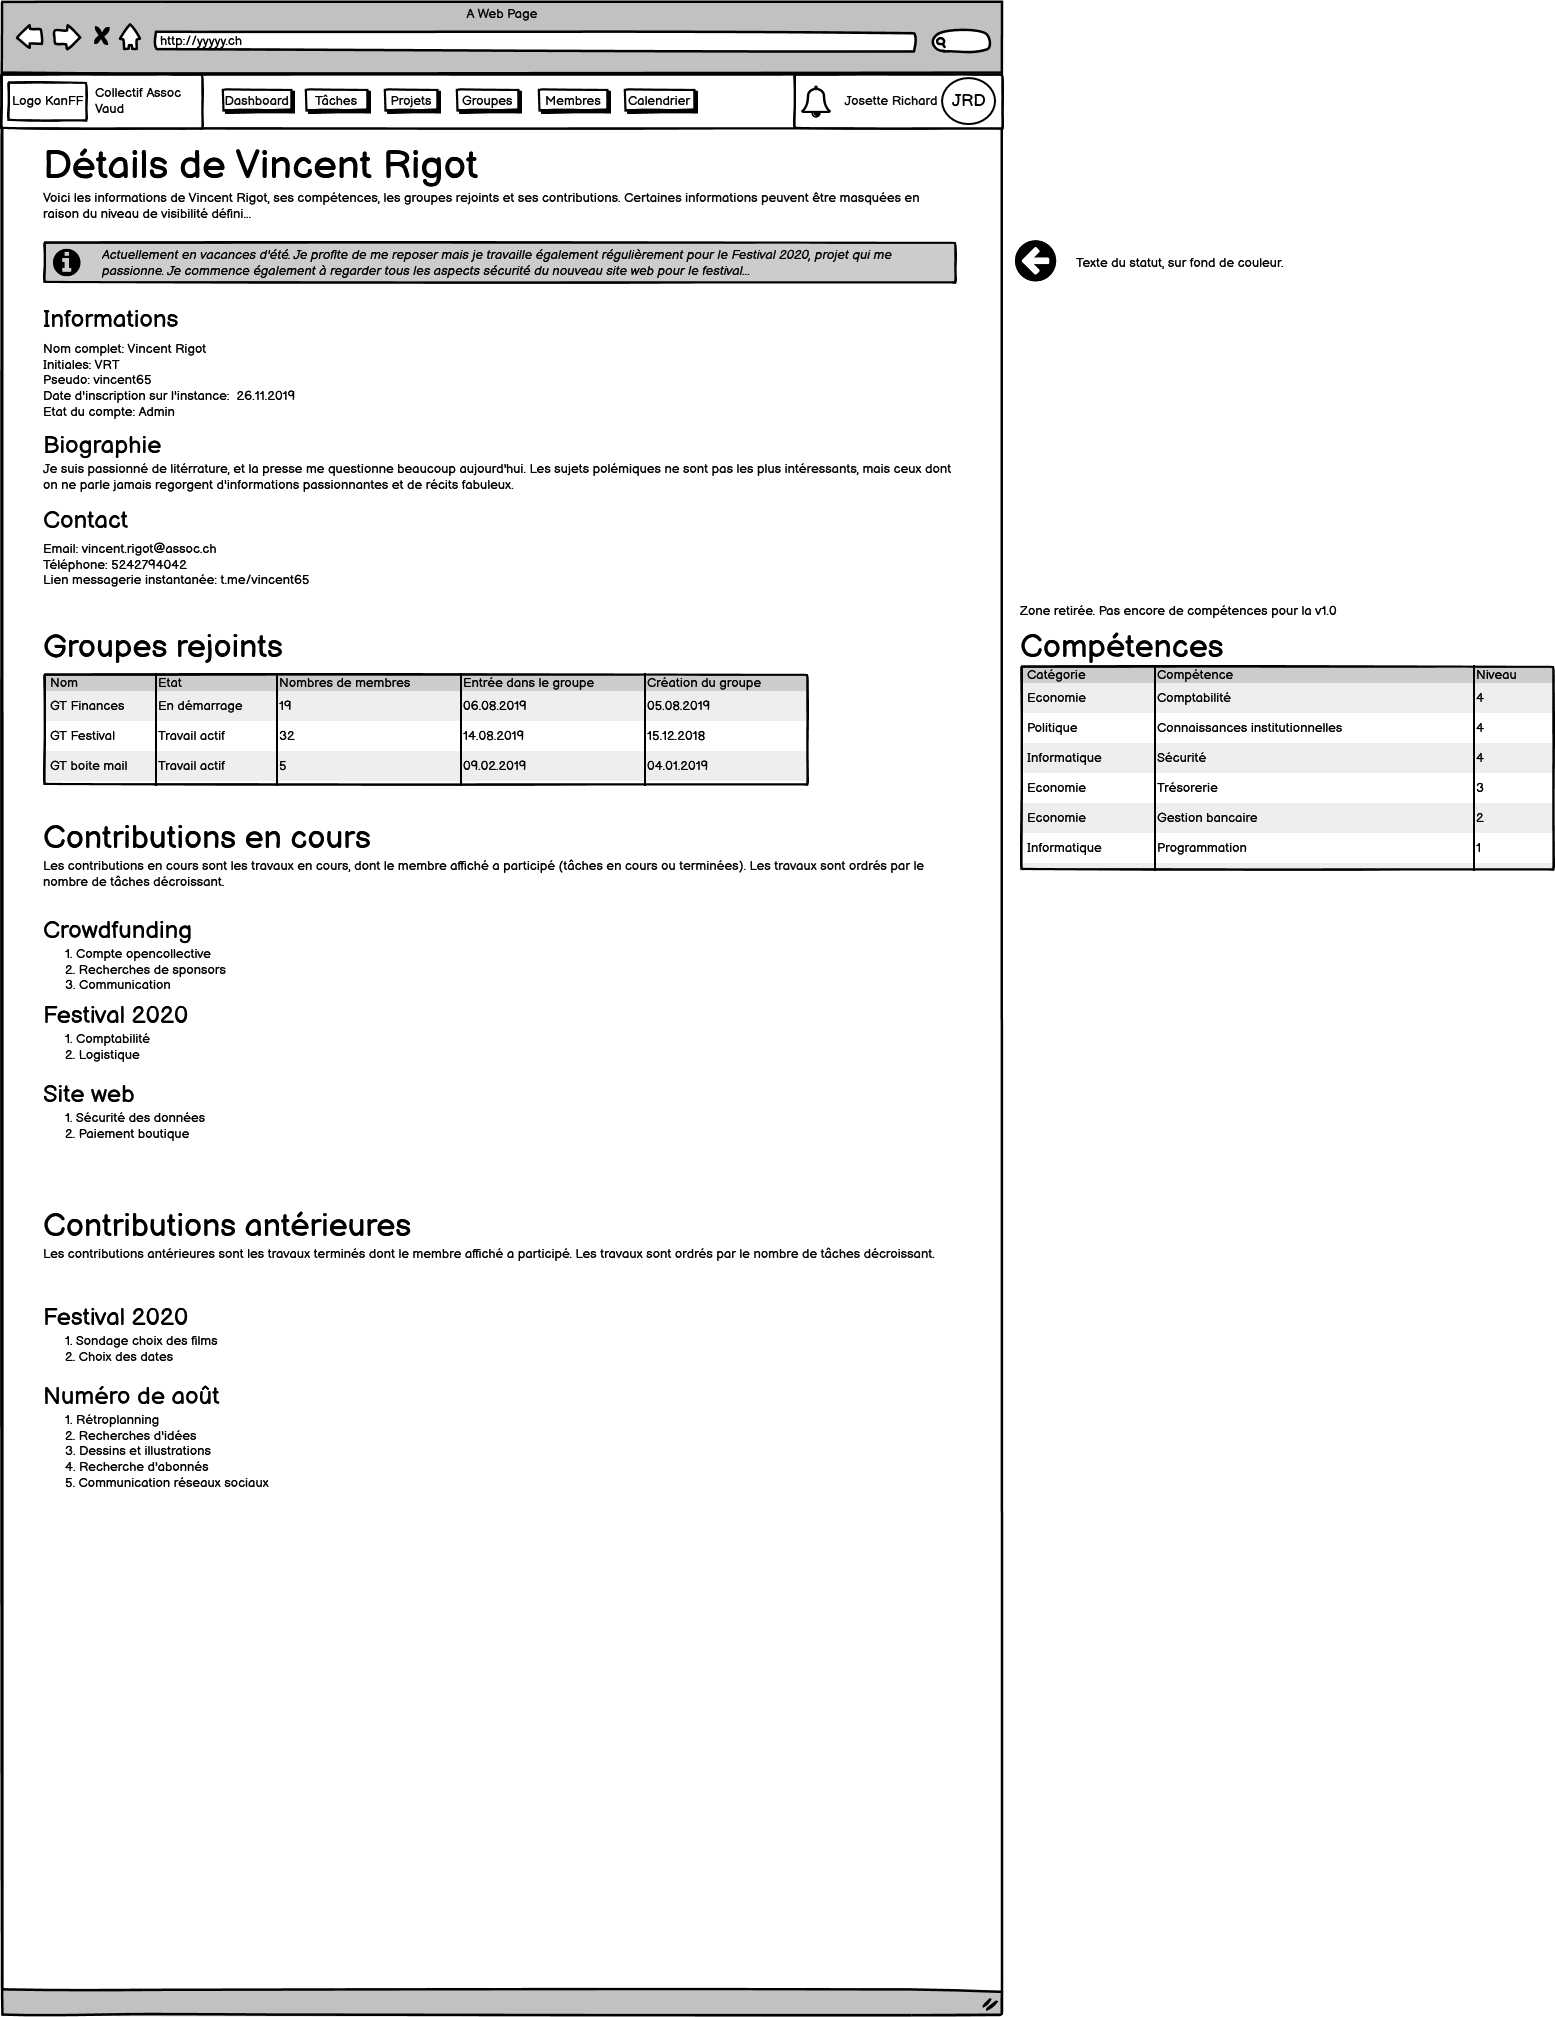 A Web Page
http://yyyyy.ch
Logo KanFF
Collectif Assoc
Vaud
Dashboard
Tâches
Projets
Groupes
Membres
Calendrier
Josette Richard
JRD
Détails de Vincent Rigot
Voici les informations de Vincent Rigot, ses compétences, les groupes rejoints et ses contributions. Certaines informations peuvent être masquées en
raison du niveau de visibilité défini...
Actuellement en vacances d'été. Je profite de me reposer mais je travaille également régulièrement pour le Festival 2020, projet qui me
passionne. Je commence également à regarder tous les aspects sécurité du nouveau site web pour le festival...
Texte du statut, sur fond de couleur.
Informations
Nom complet: Vincent Rigot
Initiales: VRT
Pseudo: vincent65
Date d'inscription sur l'instance:  26.11.2019
Etat du compte: Admin
Biographie
Je suis passionné de litérrature, et la presse me questionne beaucoup aujourd'hui. Les sujets polémiques ne sont pas les plus intéressants, mais ceux dont
on ne parle jamais regorgent d'informations passionnantes et de récits fabuleux.
Contact
Email: vincent.rigot@assoc.ch
Téléphone: 5242794042
Lien messagerie instantanée: t.me/vincent65
Groupes rejoints
Nom Etat Nombres de membres Entrée dans le groupe Création du groupe
GT Finances En démarrage 19 06.08.2019 05.08.2019
GT Festival Travail actif 32 14.08.2019 15.12.2018
GT boite mail Travail actif 5 09.02.2019 04.01.2019
Zone retirée. Pas encore de compétences pour la v1.0
Compétences
Catégorie Compétence Niveau
Economie Comptabilité 4
Politique Connaissances institutionnelles 4
Informatique Sécurité 4
Economie Trésorerie 3
Economie Gestion bancaire 2
Informatique Programmation 1
Contributions en cours
Les contributions en cours sont les travaux en cours, dont le membre affiché a participé (tâches en cours ou terminées). Les travaux sont ordrés par le
nombre de tâches décroissant.
Crowdfunding
1. Compte opencollective
2. Recherches de sponsors
3. Communication
Festival 2020
1. Comptabilité
2. Logistique
Site web
1. Sécurité des données
2. Paiement boutique
Contributions antérieures
Les contributions antérieures sont les travaux terminés dont le membre affiché a participé. Les travaux sont ordrés par le nombre de tâches décroissant.
Festival 2020
1. Sondage choix des films
2. Choix des dates
Numéro de août
1. Rétroplanning
2. Recherches d'idées
3. Dessins et illustrations
4. Recherche d'abonnés
5. Communication réseaux sociaux